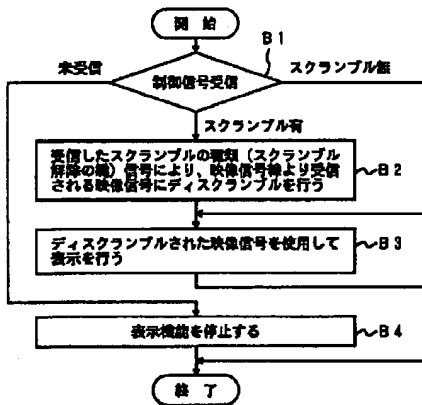 開始
B1
未受信
制御信号受信
スクランブル無
スクランブル有
受信したスクランブルの種類（スクランブル
解除の鍵）信号により、映像信号線より受信
される映像信号にディスクランブルを行う
B2
ディスクランブルされた映像信号を使用して
表示を行う
B3
表示機能を停止する
B4
終了